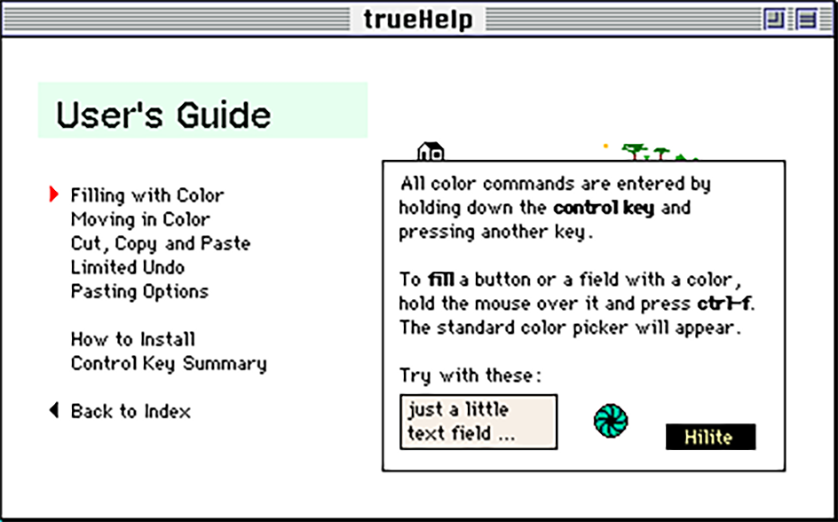 trueHelp
User's Guide
Filling with Color
Moving in Color
Cut, Copy and Paste
Limited Undo
Pasting Options
How to Install
Control Key Summary
Back to Index
All color commands are entered by
holding down the control key and
pressing another key.
To fill a button or a field with a color,
hold the mouse over it and press ctrl-f.
The standard color picker will appear.
Try with these:
just a little
text field ...
Hilite